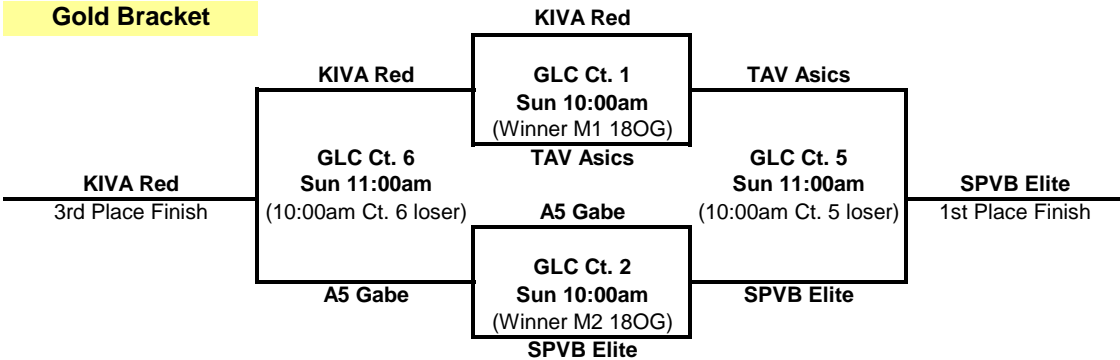 Gold Bracket
KIVA Red
KIVA Red
GLC Ct. 1
TAV Asics
Sun 10:00am
(Winner M1 18OG)
TAV Asics
GLC Ct. 6
GLC Ct. 5
KIVA Red
Sun 11:00am
Sun 11:00am
SPVB Elite
3rd Place Finish
(10:00am Ct. 6 loser)
A5 Gabe
(10:00am Ct. 5 loser)
1st Place Finish
GLC Ct. 2
A5 Gabe
Sun 10:00am
SPVB Elite
(Winner M2 18OG)
SPVB Elite